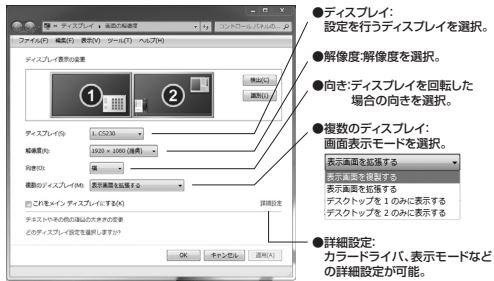 « ディスプレイ ▸ 画面の解像度
コントロール パネルの...
ファイル(F) 編集(E) 表示(V) ツール(T) ヘルプ(H)
ディスプレイ表示の変更
1
2
検出(C)
識別(I)
ディスプレイ(S):
1. CS230
解像度(R):
1920 × 1080 (推奨)
向き(O):
横
複数のディスプレイ(M):
表示画面を拡張する
これをメイン ディスプレイにする(K)
詳細設定
テキストやその他の項目の大きさの変更
どのディスプレイ設定を選択しますか?
OK
キャンセル
適用(A)
●ディスプレイ:
設定を行うディスプレイを選択。
●解像度:解像度を選択。
●向き:ディスプレイを回転した
場合の向きを選択。
●複数のディスプレイ:
画面表示モードを選択。
表示画面を拡張する
表示画面を複製する
表示画面を拡張する
デスクトップを 1 のみに表示する
デスクトップを 2 のみに表示する
●詳細設定:
カラードライバ、表示モードなど
の詳細設定が可能。